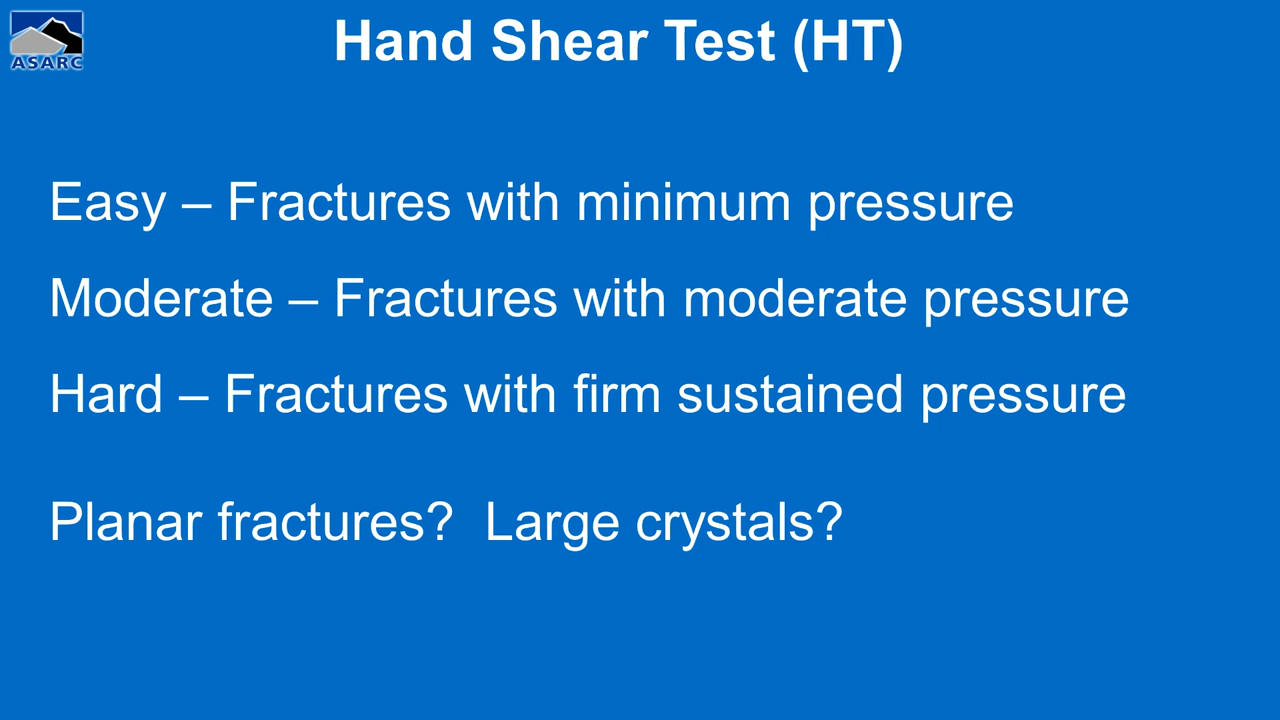 ASARC
Hand Shear Test (HT)
Easy – Fractures with minimum pressure
Moderate – Fractures with moderate pressure
Hard – Fractures with firm sustained pressure
Planar fractures?  Large crystals?